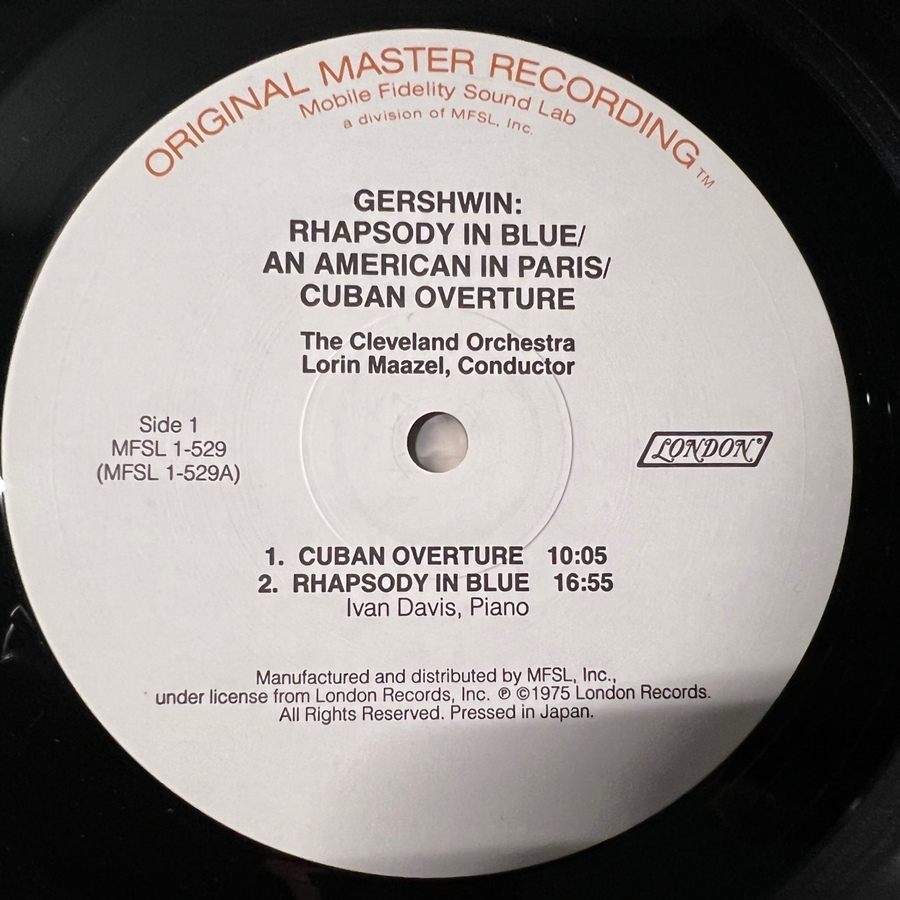 ORIGINAL MASTER RECORDING™
Mobile Fidelity Sound Lab
a division of MFSL, Inc.
GERSHWIN:
RHAPSODY IN BLUE/
AN AMERICAN IN PARIS/
CUBAN OVERTURE
The Cleveland Orchestra
Lorin Maazel, Conductor
Side 1
MFSL 1-529
(MFSL 1-529A)
LONDON®
1. CUBAN OVERTURE 10:05
2. RHAPSODY IN BLUE 16:55
Ivan Davis, Piano
Manufactured and distributed by MFSL, Inc.,
under license from London Records, Inc. ℗ ©1975 London Records.
All Rights Reserved. Pressed in Japan.